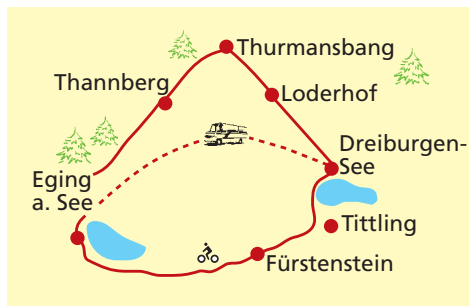 Thurmansbang
Thannberg
Loderhof
Dreiburgen-
See
Eging
a. See
Tittling
Fürstenstein